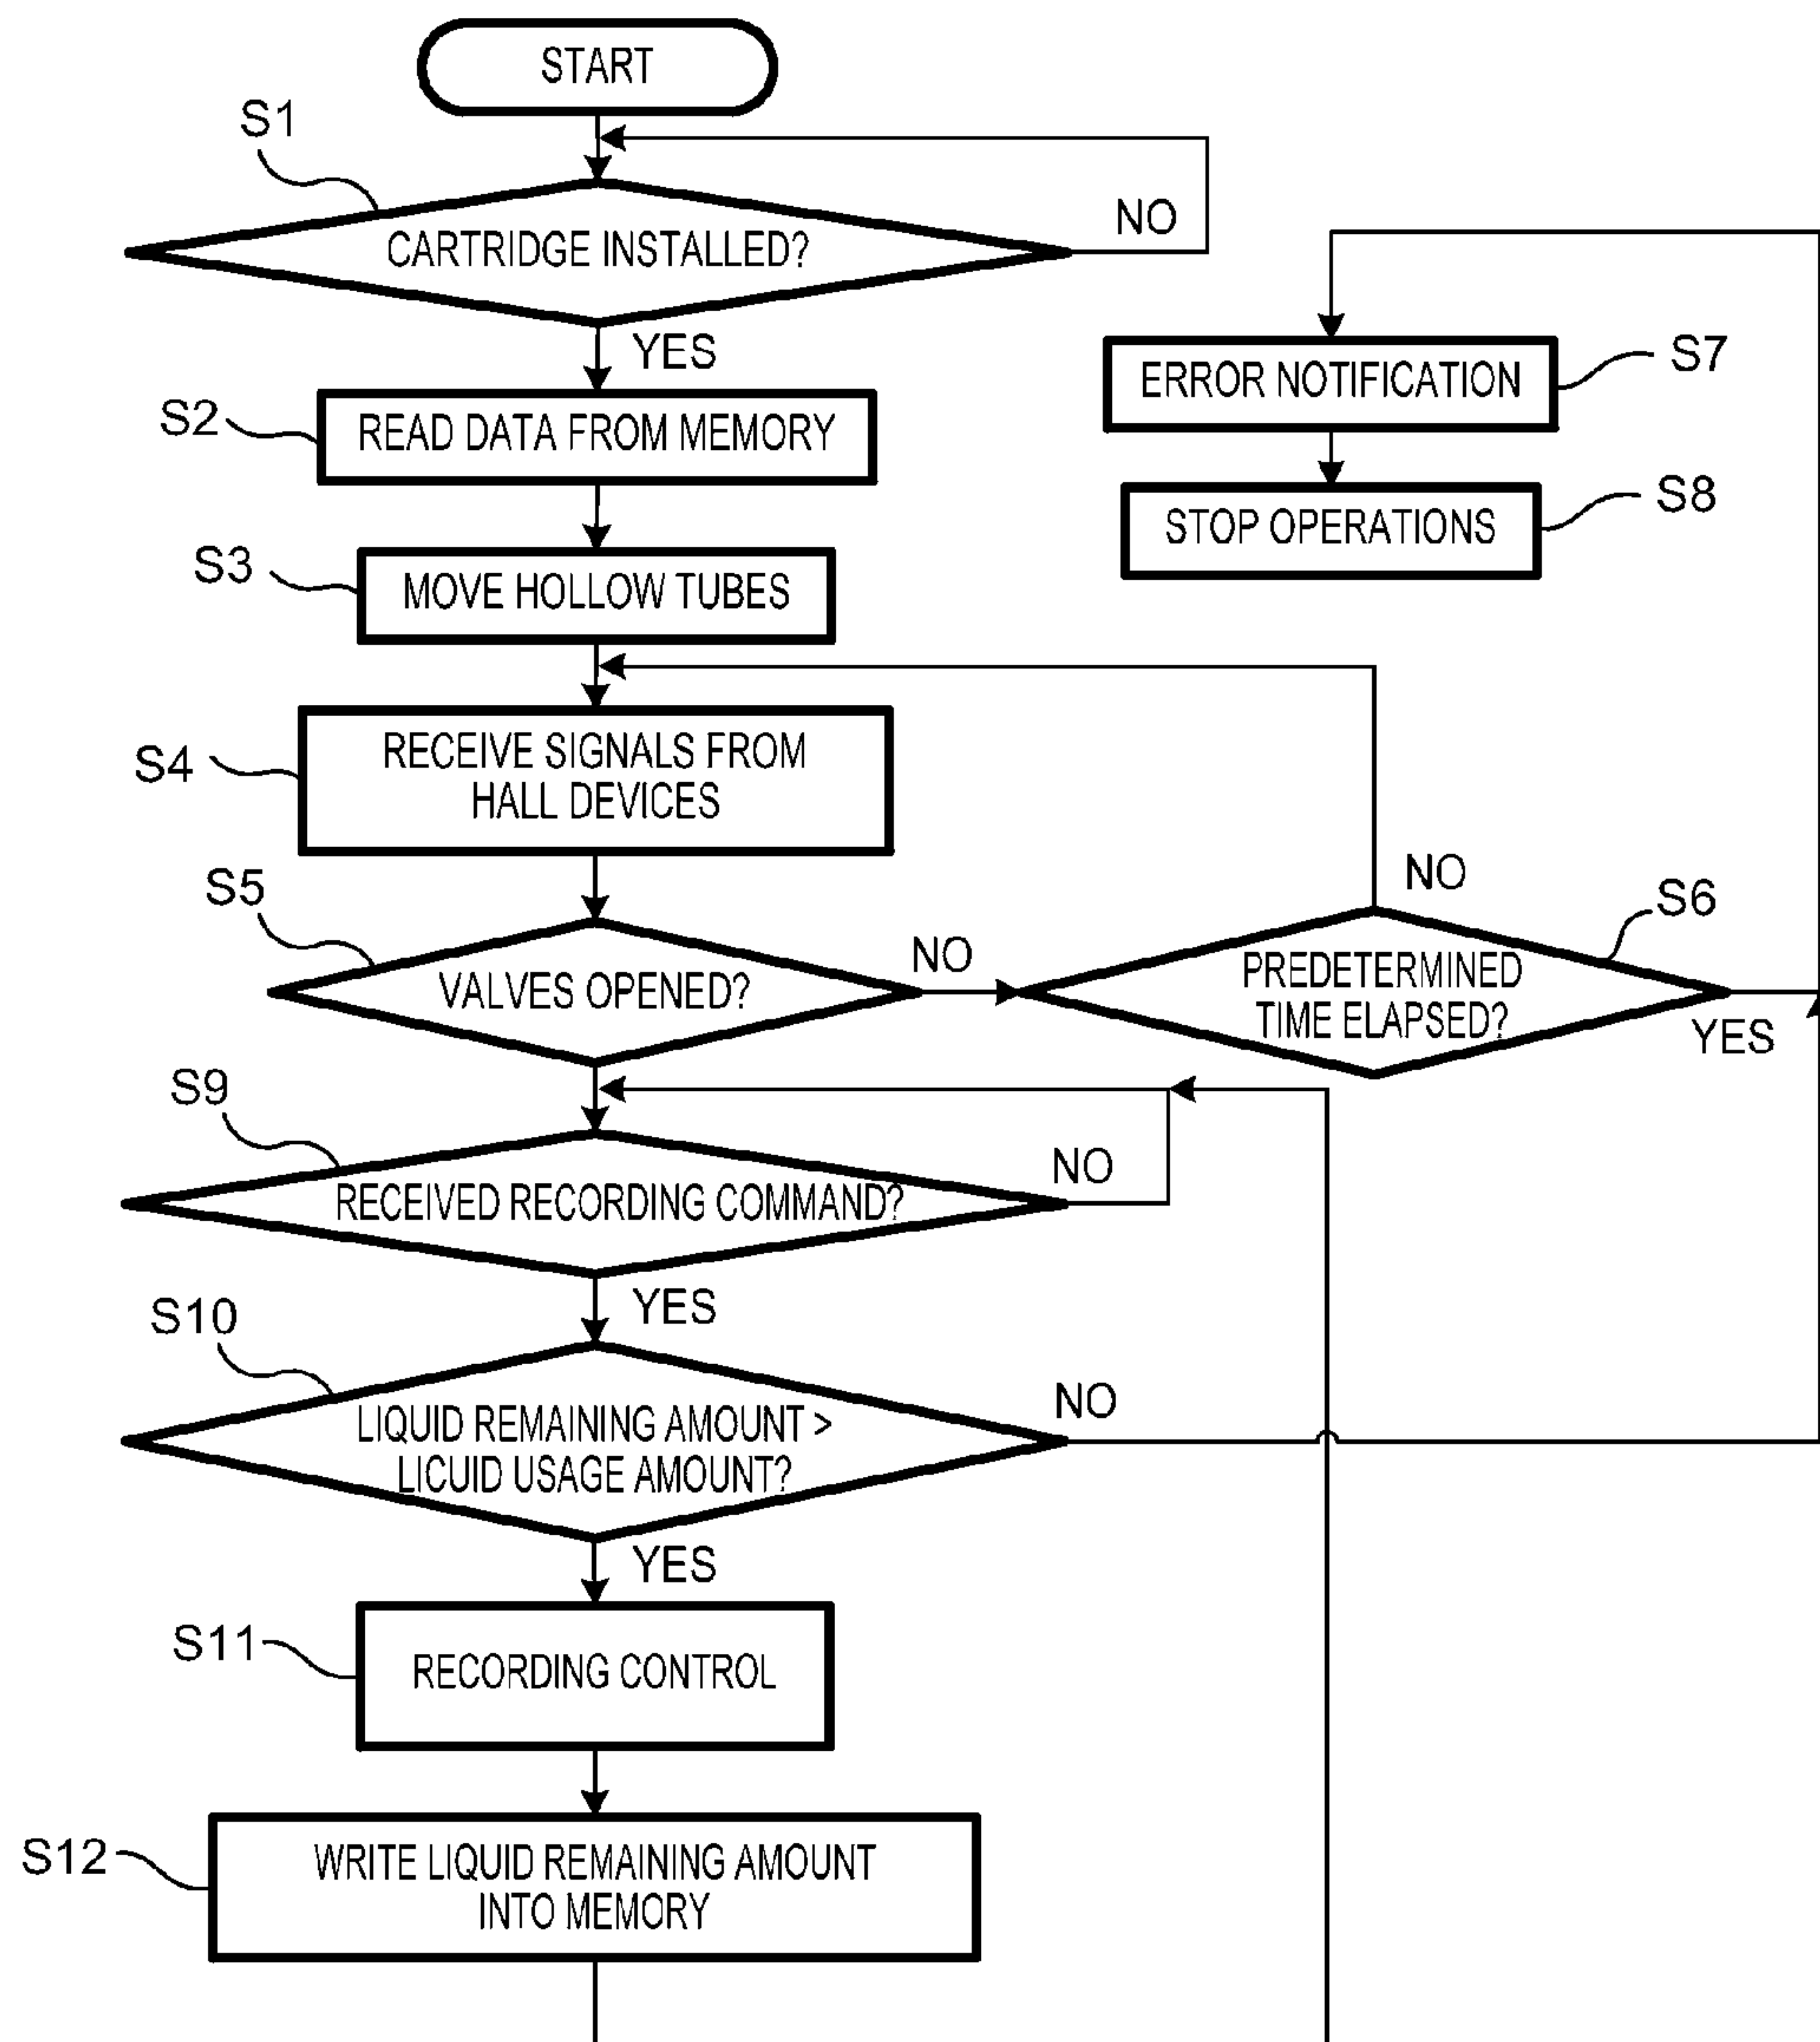 START
S1
NO
CARTRIDGE INSTALLED?
YES
S7
ERROR NOTIFICATION
S2
READ DATA FROM MEMORY
S8
STOP OPERATIONS
S3
MOVE HOLLOW TUBES
S4
RECEIVE SIGNALS FROM
HALL DEVICES
S5
NO
S6
VALVES OPENED?
NO
PREDETERMINED
TIME ELAPSED?
YES
S9
NO
RECEIVED RECORDING COMMAND?
YES
S10
NO
LIQUID REMAINING AMOUNT >
LICUID USAGE AMOUNT?
YES
S11
RECORDING CONTROL
S12
WRITE LIQUID REMAINING AMOUNT
INTO MEMORY